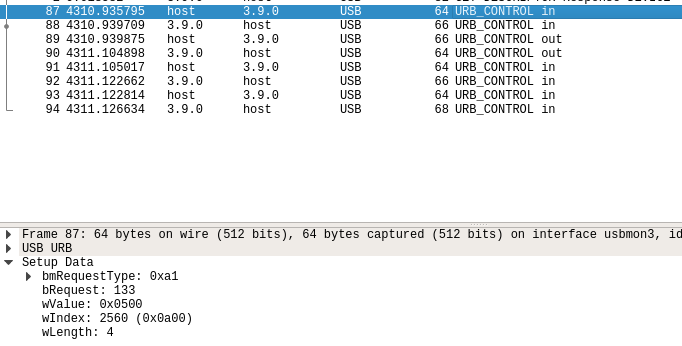 87 4310.935795 host 3.9.0 USB 64 URB_CONTROL in
88 4310.939709 3.9.0 host USB 66 URB_CONTROL in
89 4310.939875 host 3.9.0 USB 66 URB_CONTROL out
90 4311.104898 3.9.0 host USB 64 URB_CONTROL out
91 4311.105017 host 3.9.0 USB 64 URB_CONTROL in
92 4311.122662 3.9.0 host USB 66 URB_CONTROL in
93 4311.122814 host 3.9.0 USB 64 URB_CONTROL in
94 4311.126634 3.9.0 host USB 68 URB_CONTROL in
Frame 87: 64 bytes on wire (512 bits), 64 bytes captured (512 bits) on interface usbmon3, id
USB URB
Setup Data
bmRequestType: 0xa1
bRequest: 133
wValue: 0x0500
wIndex: 2560 (0x0a00)
wLength: 4